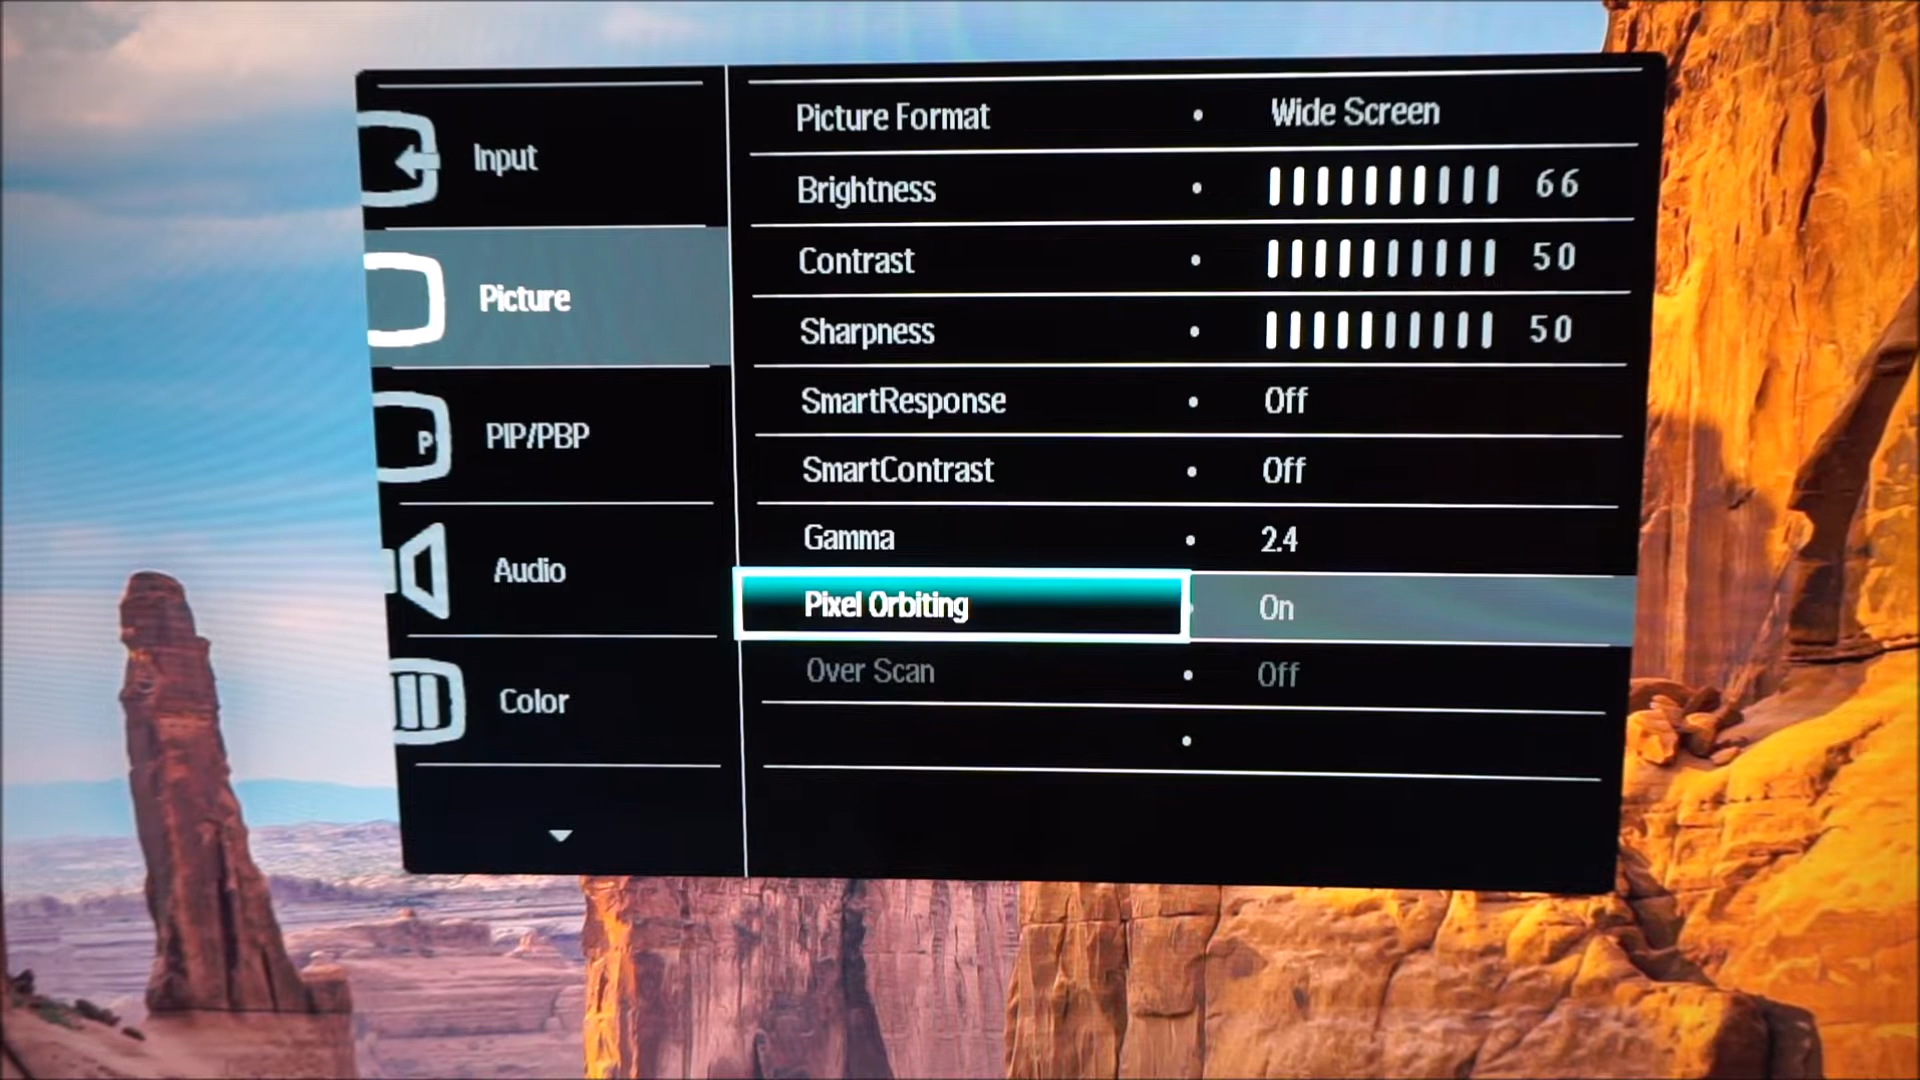 Input
Picture
PIP/PBP
P
Audio
Color
Picture Format • Wide Screen
Brightness • 66
Contrast • 50
Sharpness • 50
SmartResponse • Off
SmartContrast • Off
Gamma • 2.4
Pixel Orbiting • On
Over Scan • Off
•